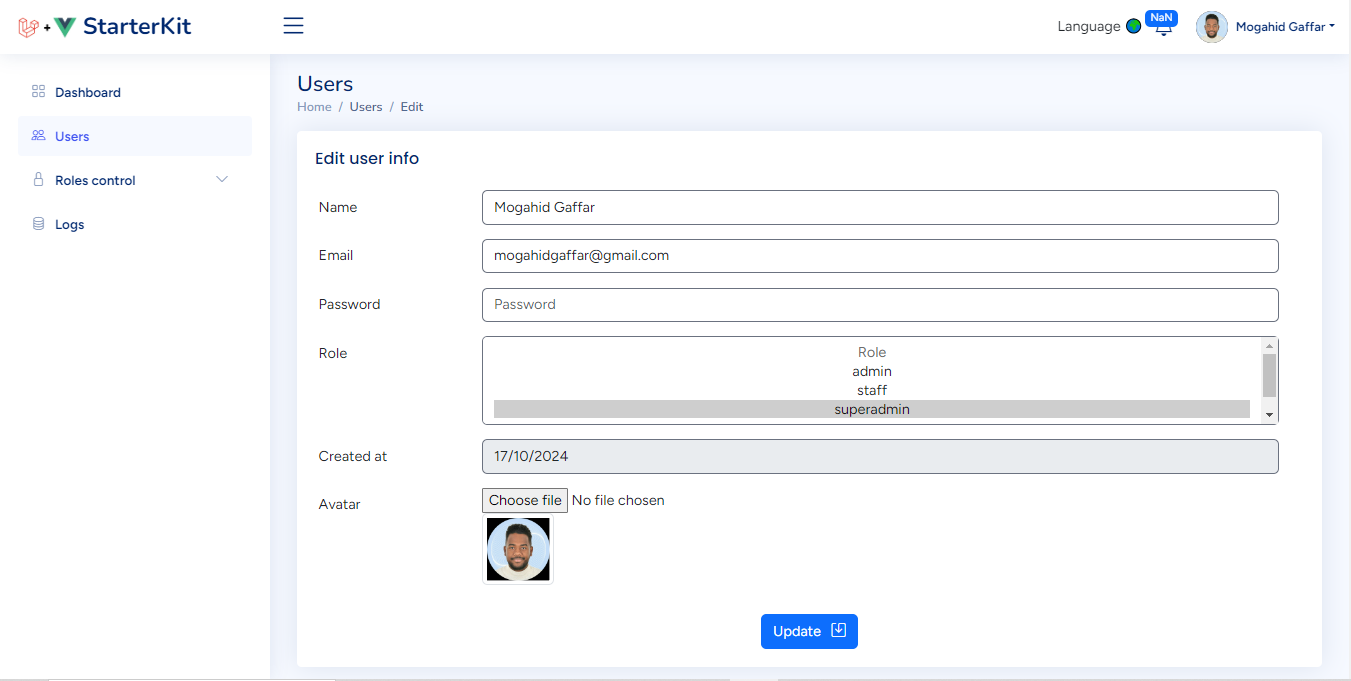 + StarterKit
Language
NaN
Mogahid Gaffar
Dashboard
Users
Roles control
Logs
Users
Home / Users / Edit
Edit user info
Name
Mogahid Gaffar
Email
mogahidgaffar@gmail.com
Password
Password
Role
Role
admin
staff
superadmin
Created at
17/10/2024
Avatar
Choose file No file chosen
Update